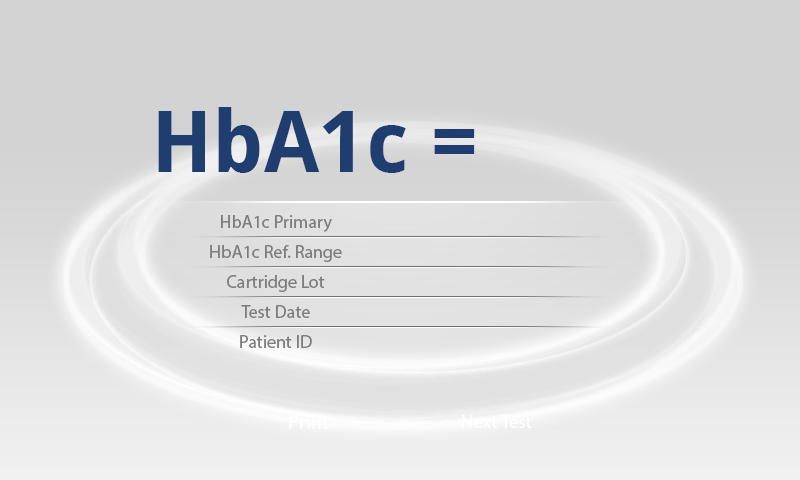 HbA1c =
HbA1c Primary
HbA1c Ref. Range
Cartridge Lot
Test Date
Patient ID
Print Next Test